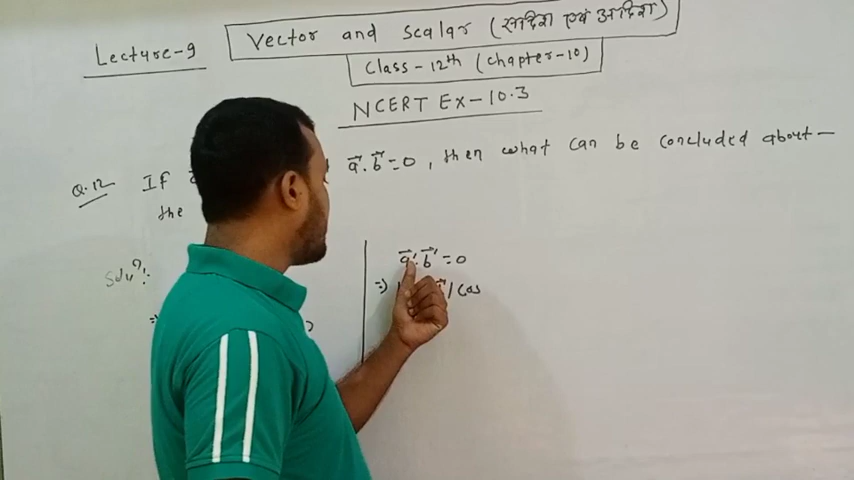 Lecture-9
Vector and Scalar (सदिश एवं अदिश)
Class-12th (Chapter-10)
NCERT Ex-10.3
Q.12 If a⃗.b⃗=0, then what can be concluded about-
the
Solu?:
a⃗.b⃗=0
=) | | Cos